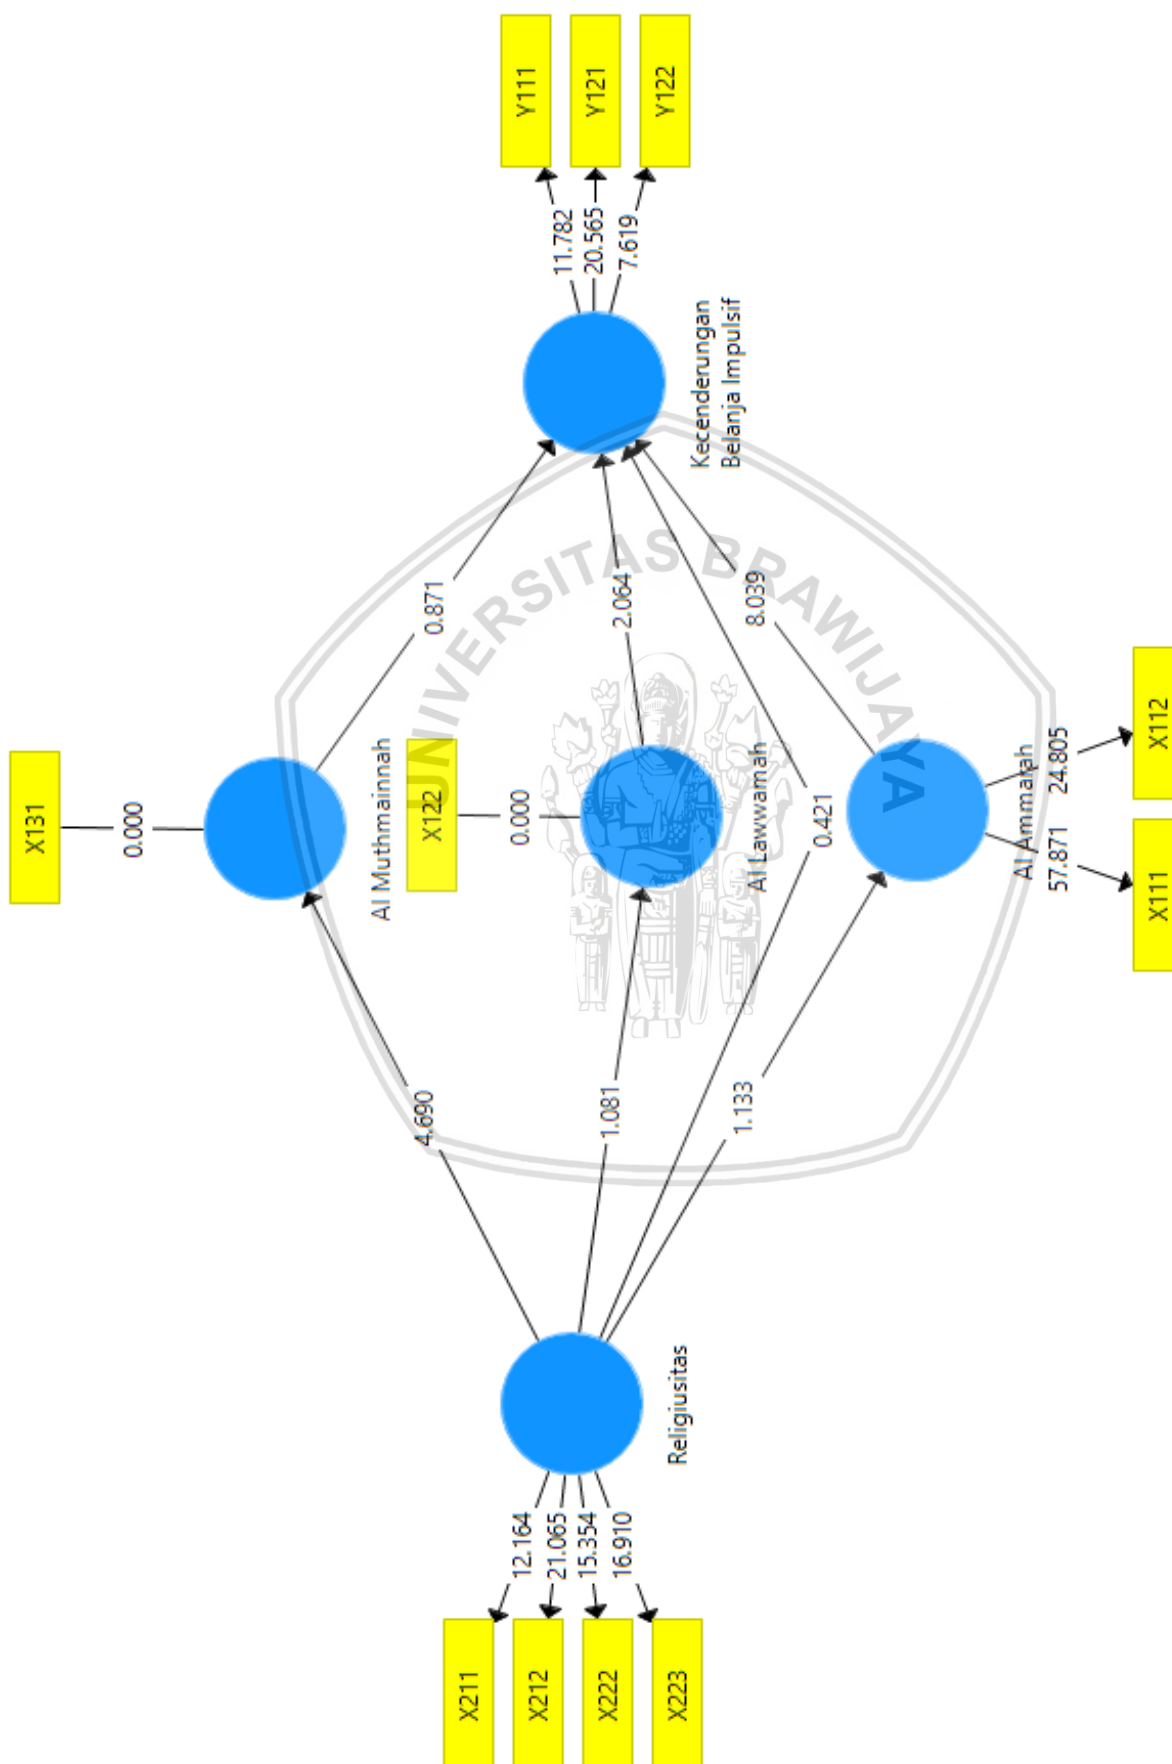 X131
0.000
Al Muthmainnah
4.690
0.871
X122
0.000
Al Lawwamah
X211
X212
X222
X223
12.164
21.065
15.354
16.910
Religiusitas
1.081
2.064
0.421
1.133
8.039
Kecenderungan
Belanja Impulsif
11.782
20.565
7.619
Y111
Y121
Y122
Al Ammarah
57.871
24.805
X111
X112
UNIVERSITAS BRAWIJAYA